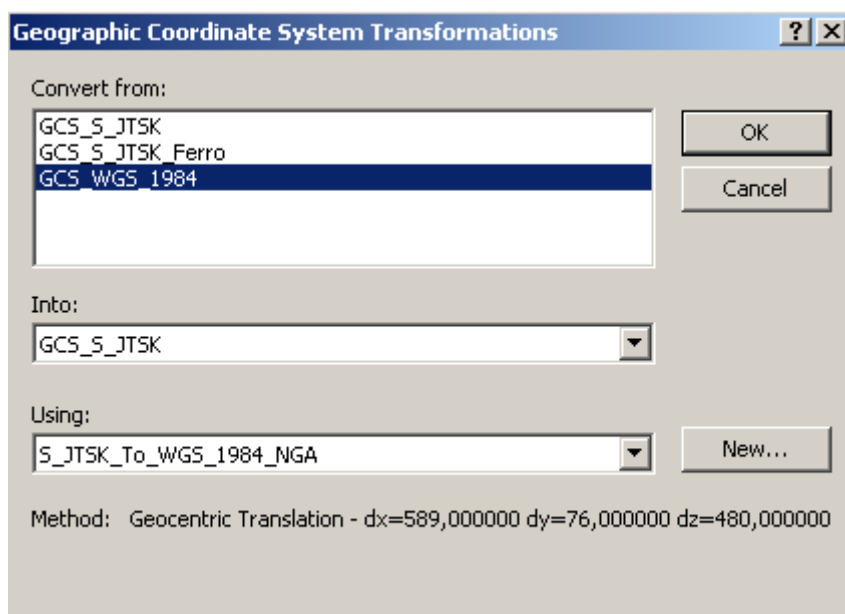 Geographic Coordinate System Transformations
Convert from:
GCS_S_JTSK
GCS_S_JTSK_Ferro
GCS_WGS_1984
OK
Cancel
Into:
GCS_S_JTSK
Using:
S_JTSK_To_WGS_1984_NGA
New...
Method: Geocentric Translation - dx=589,000000 dy=76,000000 dz=480,000000